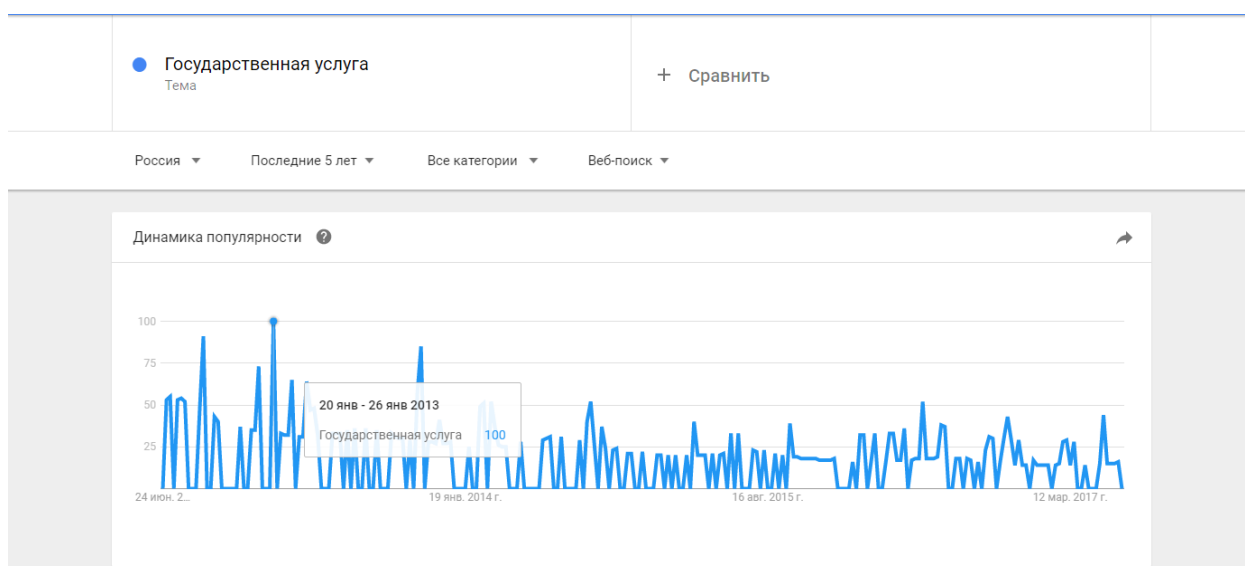 Государственная услуга
Тема
+ Сравнить
Россия
Последние 5 лет
Все категории
Веб-поиск
Динамика популярности ?
100
75
50
25
20 янв - 26 янв 2013
Государственная услуга 100
24 июн. 2...
19 янв. 2014 г.
16 авг. 2015 г.
12 мар. 2017 г.